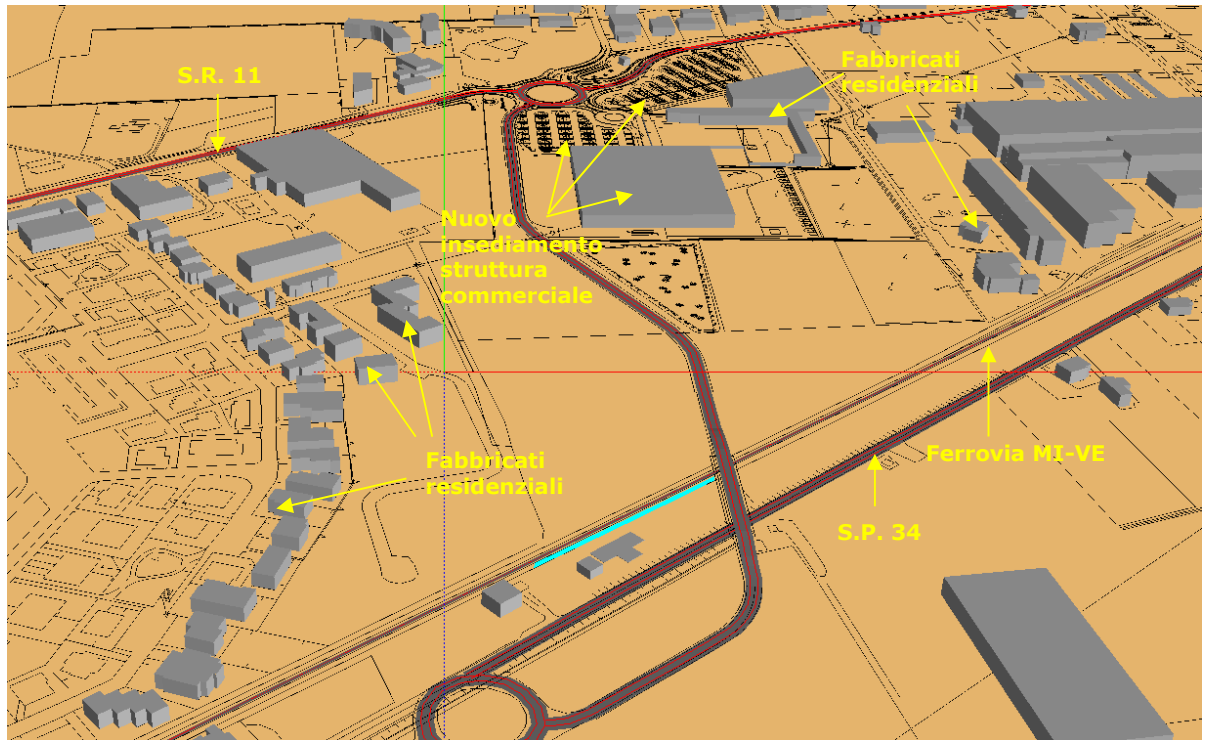 S.R. 11
Fabbricati
residenziali
Nuovo
insediamento
struttura
commerciale
Fabbricati
residenziali
Ferrovia MI-VE
S.P. 34